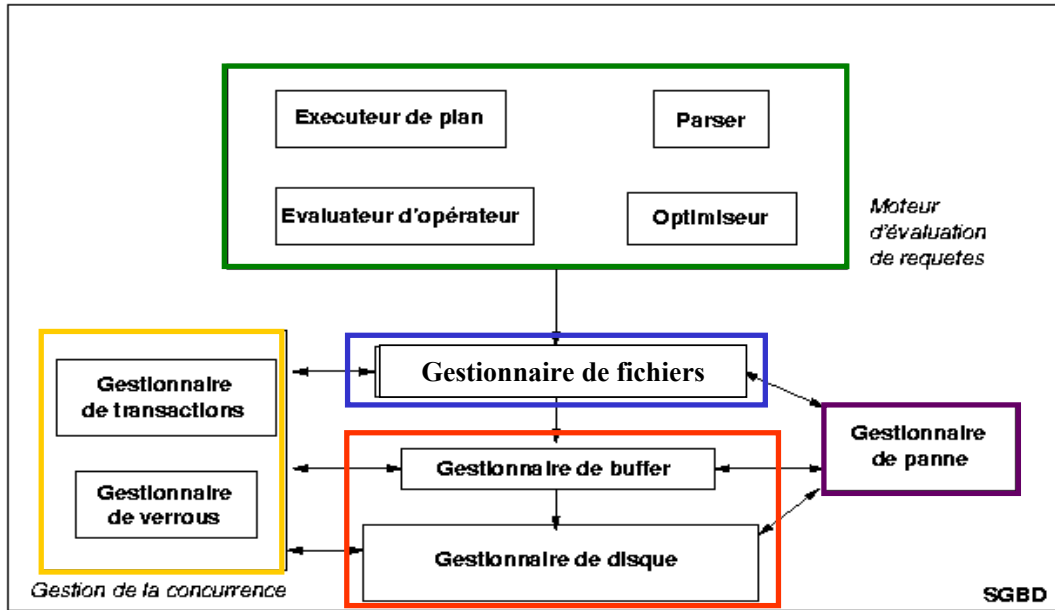 Executeur de plan
Parser
Evaluateur d'opérateur
Optimiseur
Moteur
d'évaluation
de requetes
Gestionnaire de fichiers
Gestionnaire
de transactions
Gestionnaire
de verrous
Gestion de la concurrence
Gestionnaire de buffer
Gestionnaire de disque
Gestionnaire
de panne
SGBD